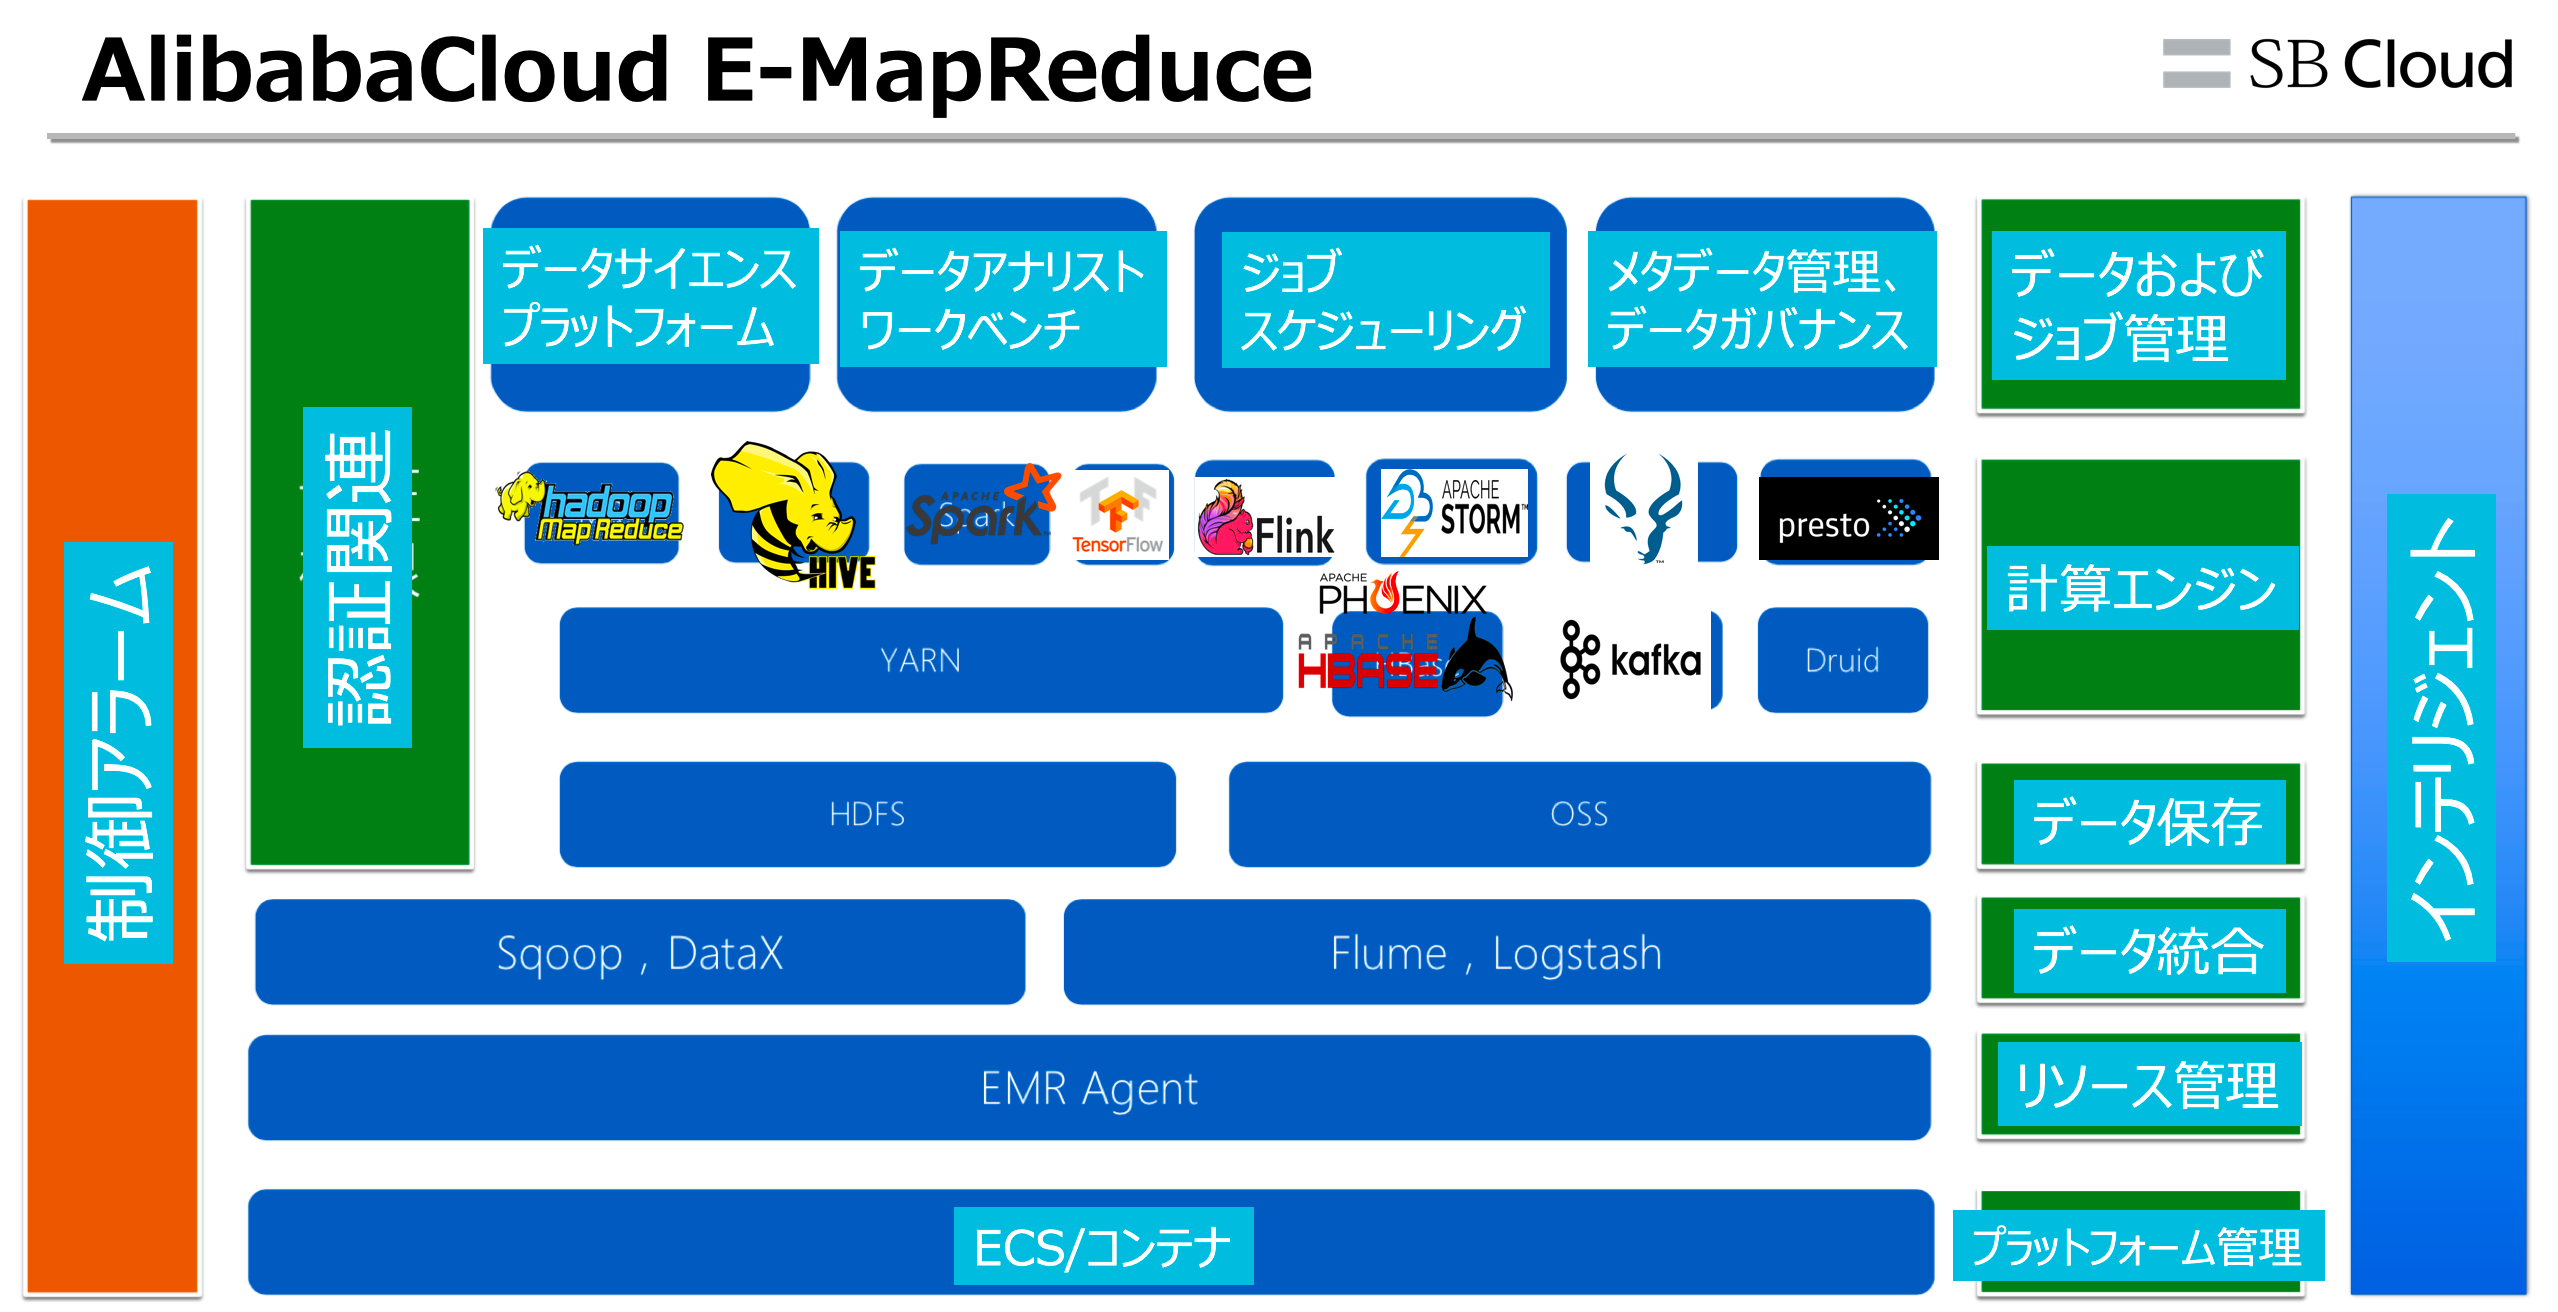 AlibabaCloud E-MapReduce
SB Cloud
制御アラーム
認証関連
データサイエンス
プラットフォーム
データアナリスト
ワークベンチ
ジョブ
スケジューリング
メタデータ管理、
データガバナンス
データおよび
ジョブ管理
hadoop
Map Reduce
HIVE
APACHE
Spark
TensorFlow
Flink
APACHE
STORM™
presto
計算エンジン
YARN
APACHE
PHOENIX
APACHE
HBASE
kafka
Druid
HDFS
OSS
データ保存
Sqoop , DataX
Flume , Logstash
データ統合
EMR Agent
リソース管理
ECS/コンテナ
プラットフォーム管理
インテリジェント